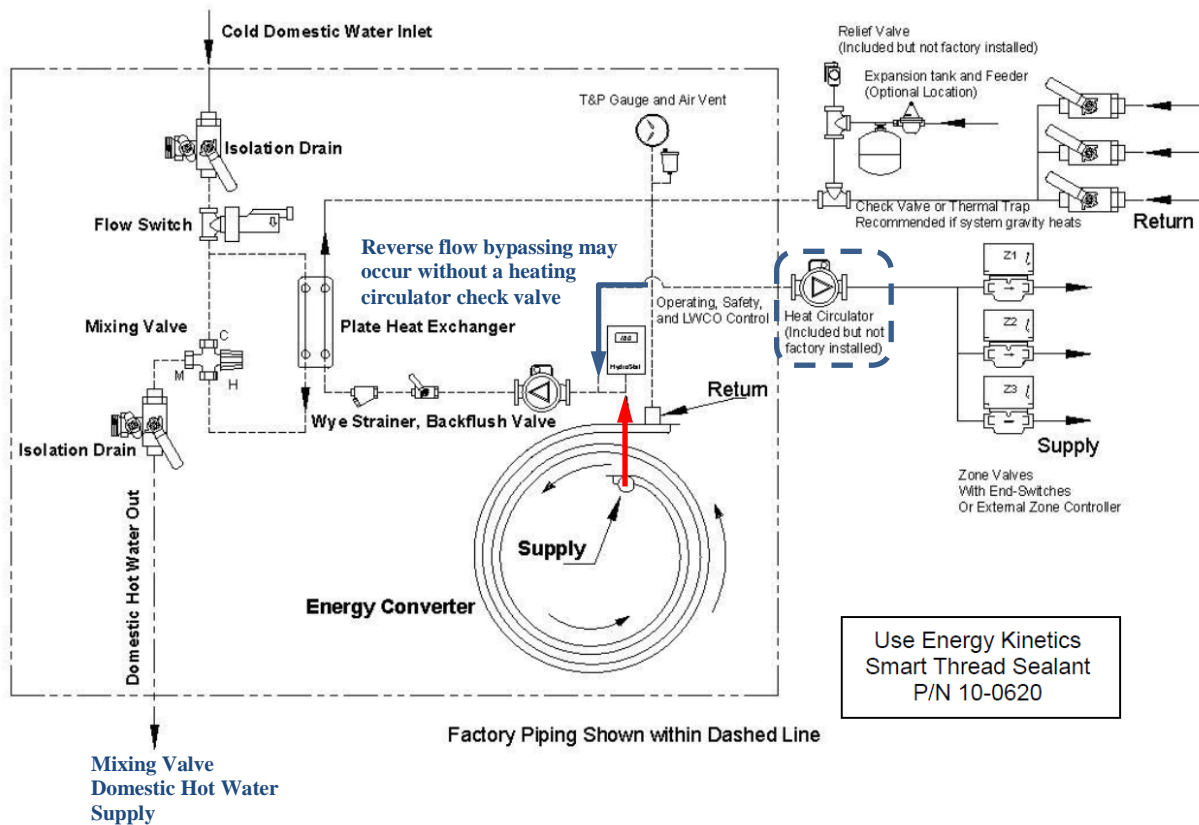 Cold Domestic Water Inlet
Relief Valve
(Included but not factory installed)
Expansion tank and Feeder
(Optional Location)
T&P Gauge and Air Vent
Isolation Drain
Flow Switch
Check Valve or Thermal Trap
Recommended if system gravity heats
Return
Reverse flow bypassing may
occur without a heating
circulator check valve
Z1
Operating, Safety,
and LWCO Control
Heat Circulator
(Included but not
factory installed)
Mixing Valve
Plate Heat Exchanger
C
M
H
HydroStat
Z2
Z3
Return
Wye Strainer, Backflush Valve
Isolation Drain
Supply
Zone Valves
With End-Switches
Or External Zone Controller
Supply
Energy Converter
Domestic Hot Water Out
Use Energy Kinetics
Smart Thread Sealant
P/N 10-0620
Factory Piping Shown within Dashed Line
Mixing Valve
Domestic Hot Water
Supply